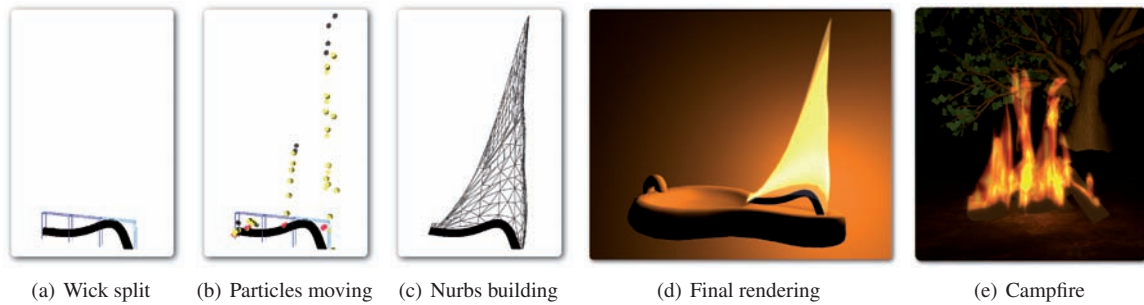 (a) Wick split
(b) Particles moving
(c) Nurbs building
(d) Final rendering
(e) Campfire